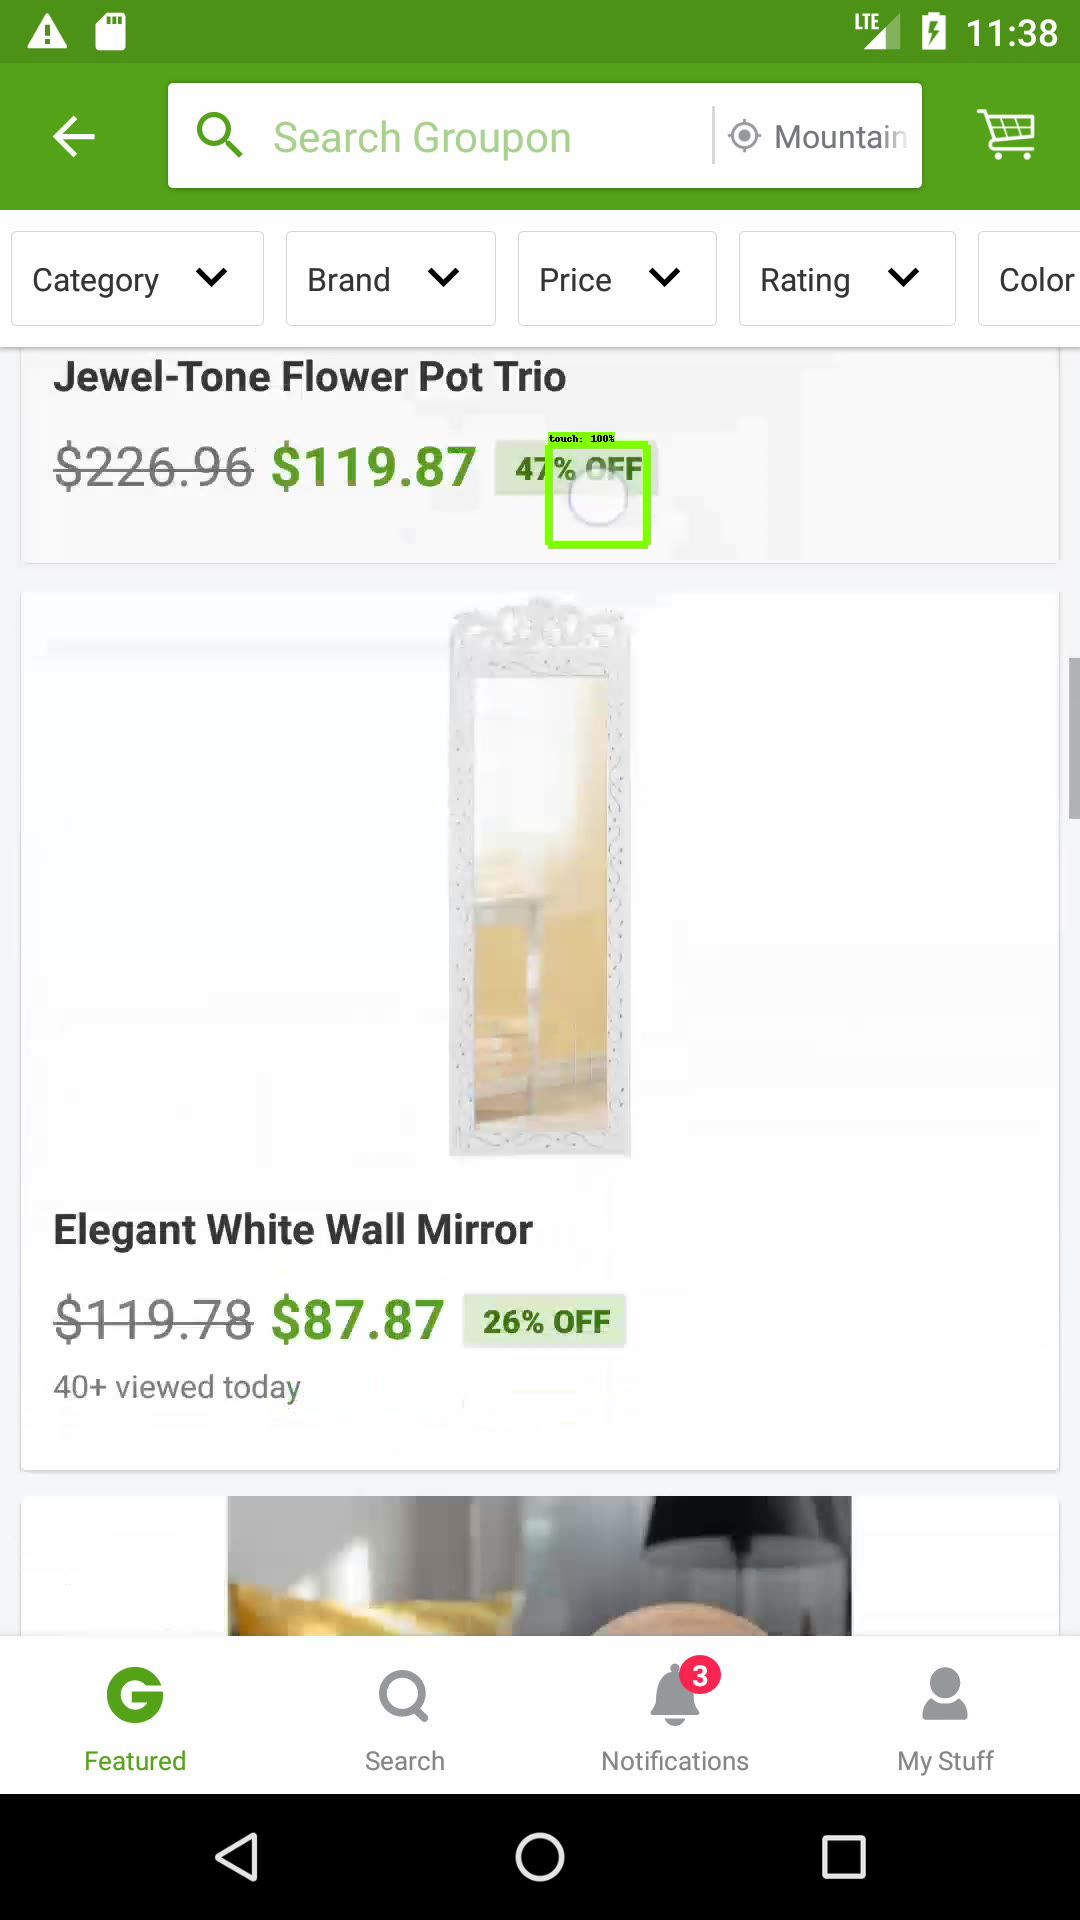 LTE 11:38
Search Groupon Mountain
Category Brand Price Rating Color
Jewel-Tone Flower Pot Trio
$226.96 $119.87 47% OFF
touch: 100%
Elegant White Wall Mirror
$119.78 $87.87 26% OFF
40+ viewed today
3
Featured Search Notifications My Stuff